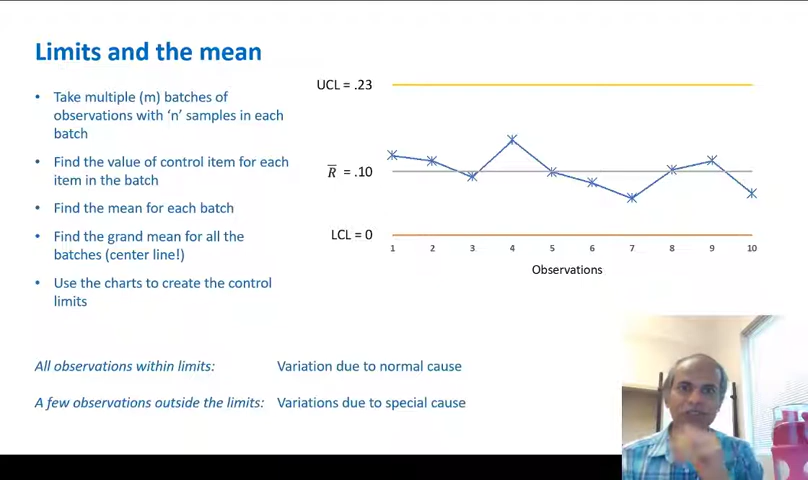 Limits and the mean
• Take multiple (m) batches of
observations with ‘n’ samples in each
batch
• Find the value of control item for each
item in the batch
• Find the mean for each batch
• Find the grand mean for all the
batches (center line!)
• Use the charts to create the control
limits
UCL = .23
R̅ = .10
LCL = 0
1 2 3 4 5 6 7 8 9 10
Observations
All observations within limits: Variation due to normal cause
A few observations outside the limits: Variations due to special cause